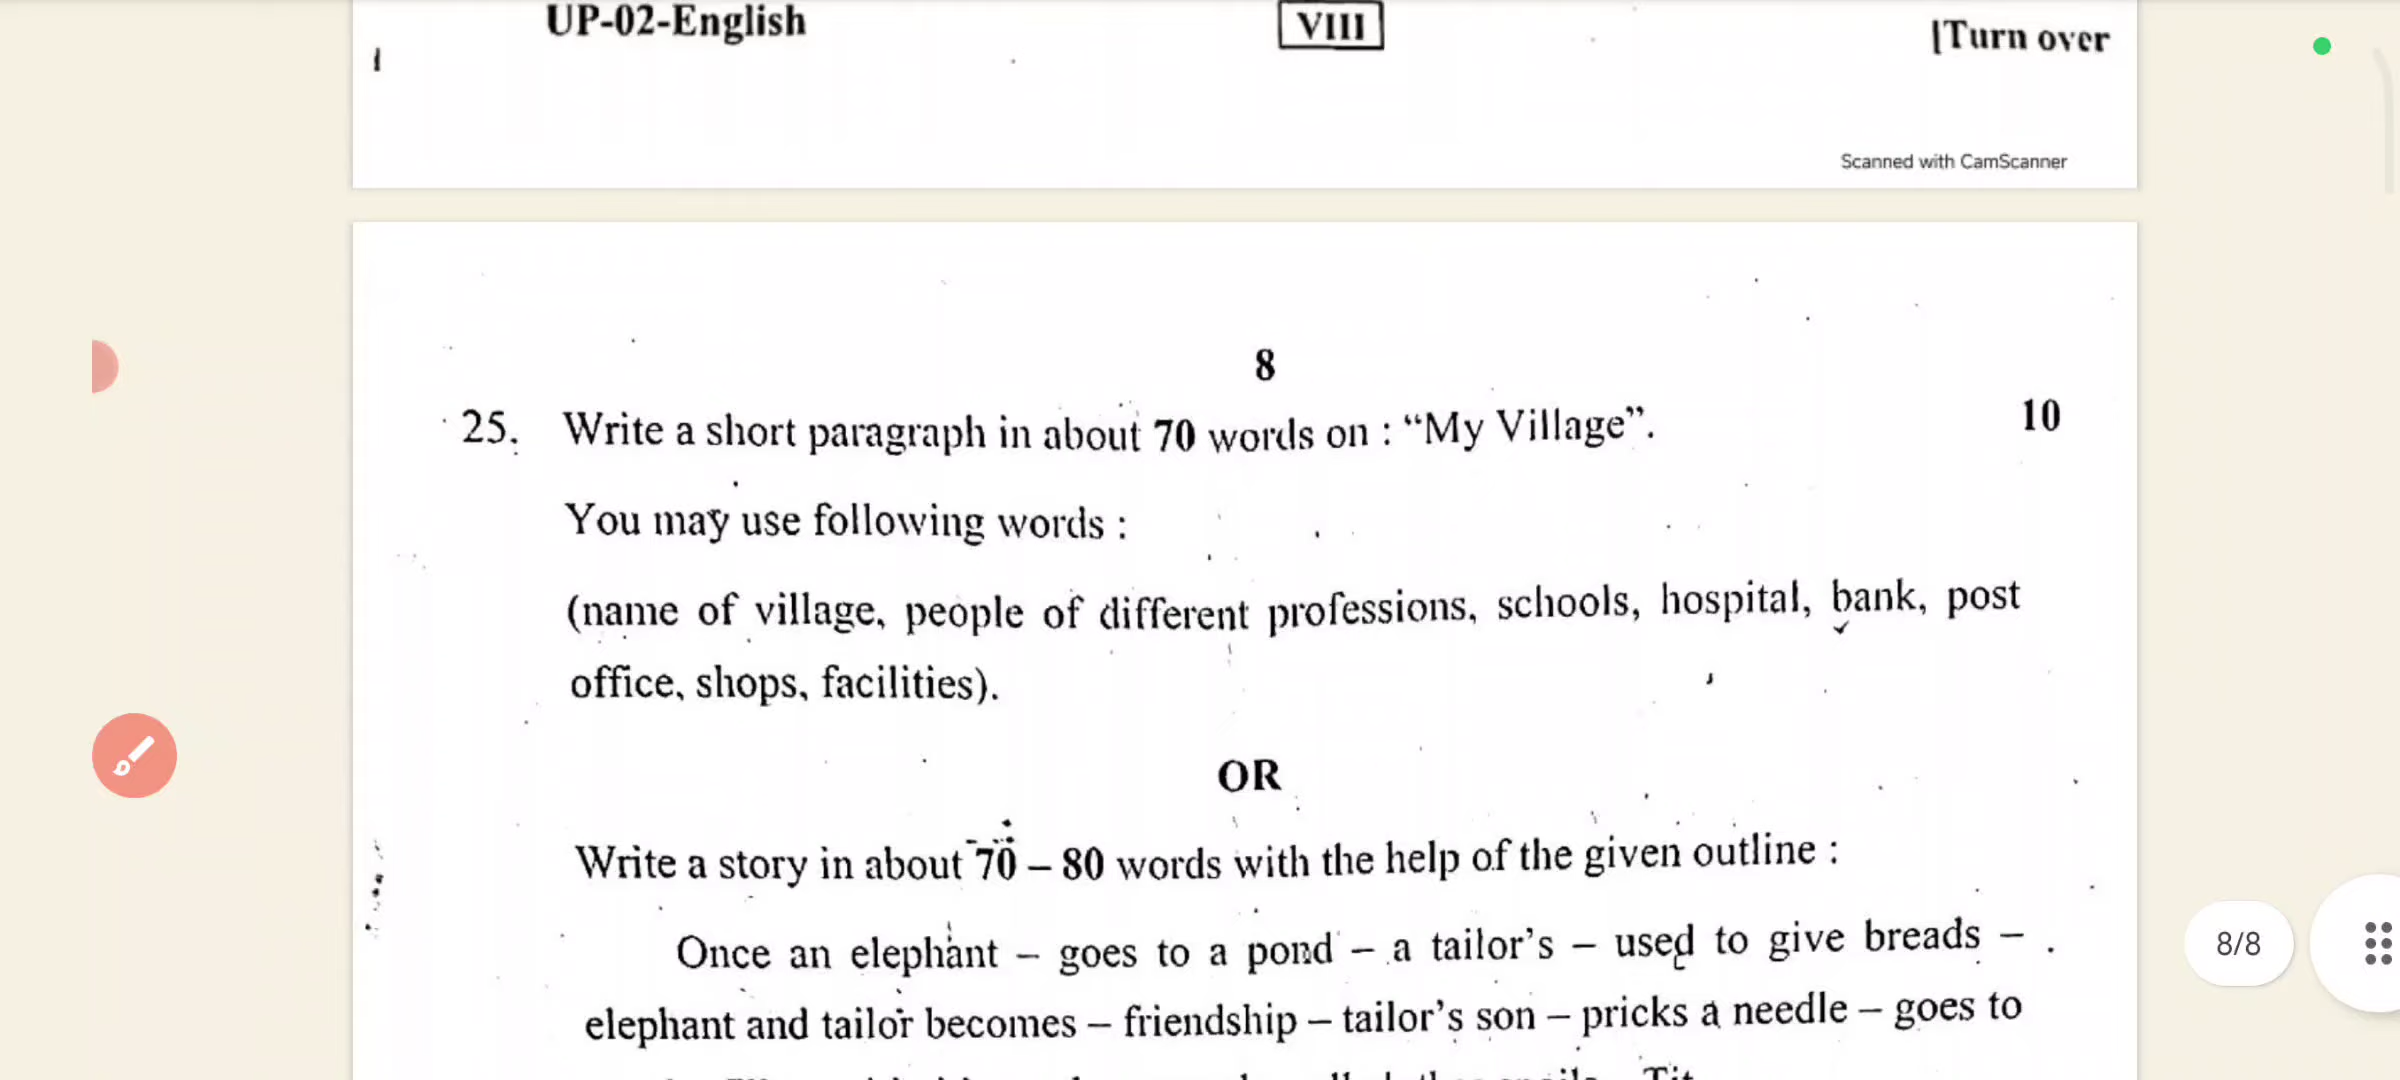 UP-02-English VIII [Turn over
Scanned with CamScanner
8
25. Write a short paragraph in about 70 words on : “My Village”. 10
You may use following words :
(name of village, people of different professions, schools, hospital, bank, post
office, shops, facilities).
OR
Write a story in about 70 – 80 words with the help of the given outline :
Once an elephant – goes to a pond – a tailor’s – used to give breads –
elephant and tailor becomes – friendship – tailor’s son – pricks a needle – goes to
8/8